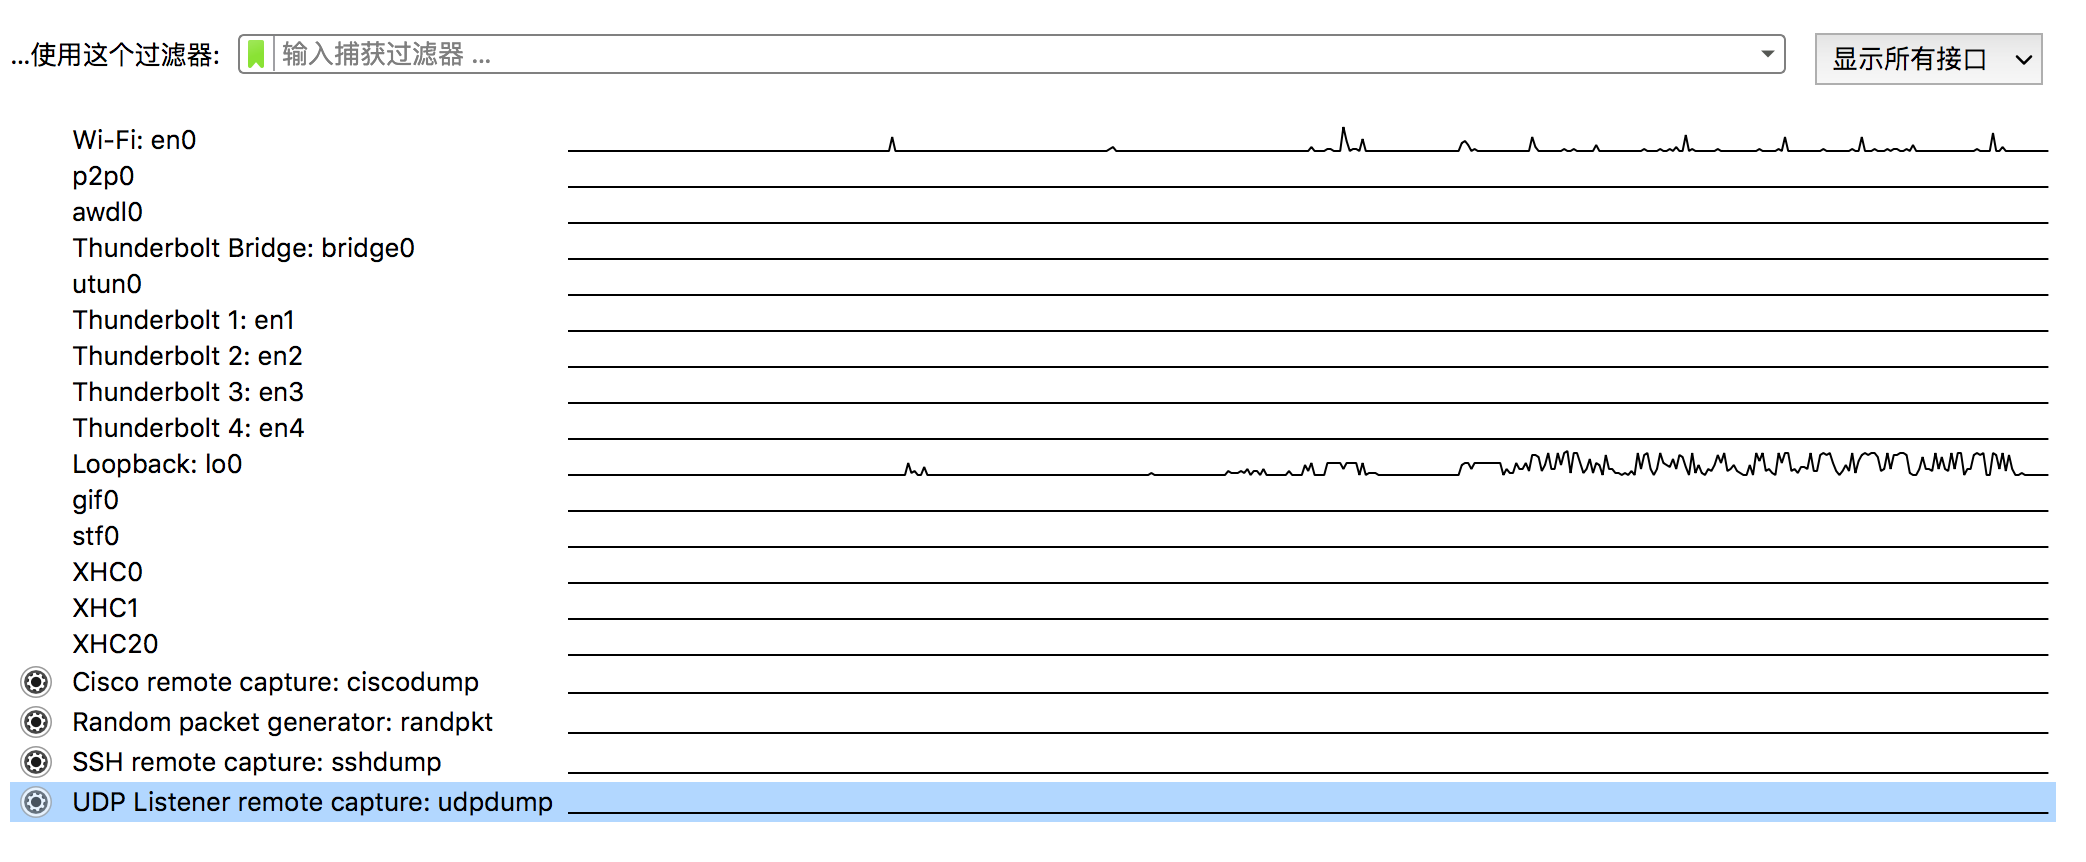 ...使用这个过滤器: 输入捕获过滤器 ... 显示所有接口
Wi-Fi: en0
p2p0
awdl0
Thunderbolt Bridge: bridge0
utun0
Thunderbolt 1: en1
Thunderbolt 2: en2
Thunderbolt 3: en3
Thunderbolt 4: en4
Loopback: lo0
gif0
stf0
XHC0
XHC1
XHC20
Cisco remote capture: ciscodump
Random packet generator: randpkt
SSH remote capture: sshdump
UDP Listener remote capture: udpdump